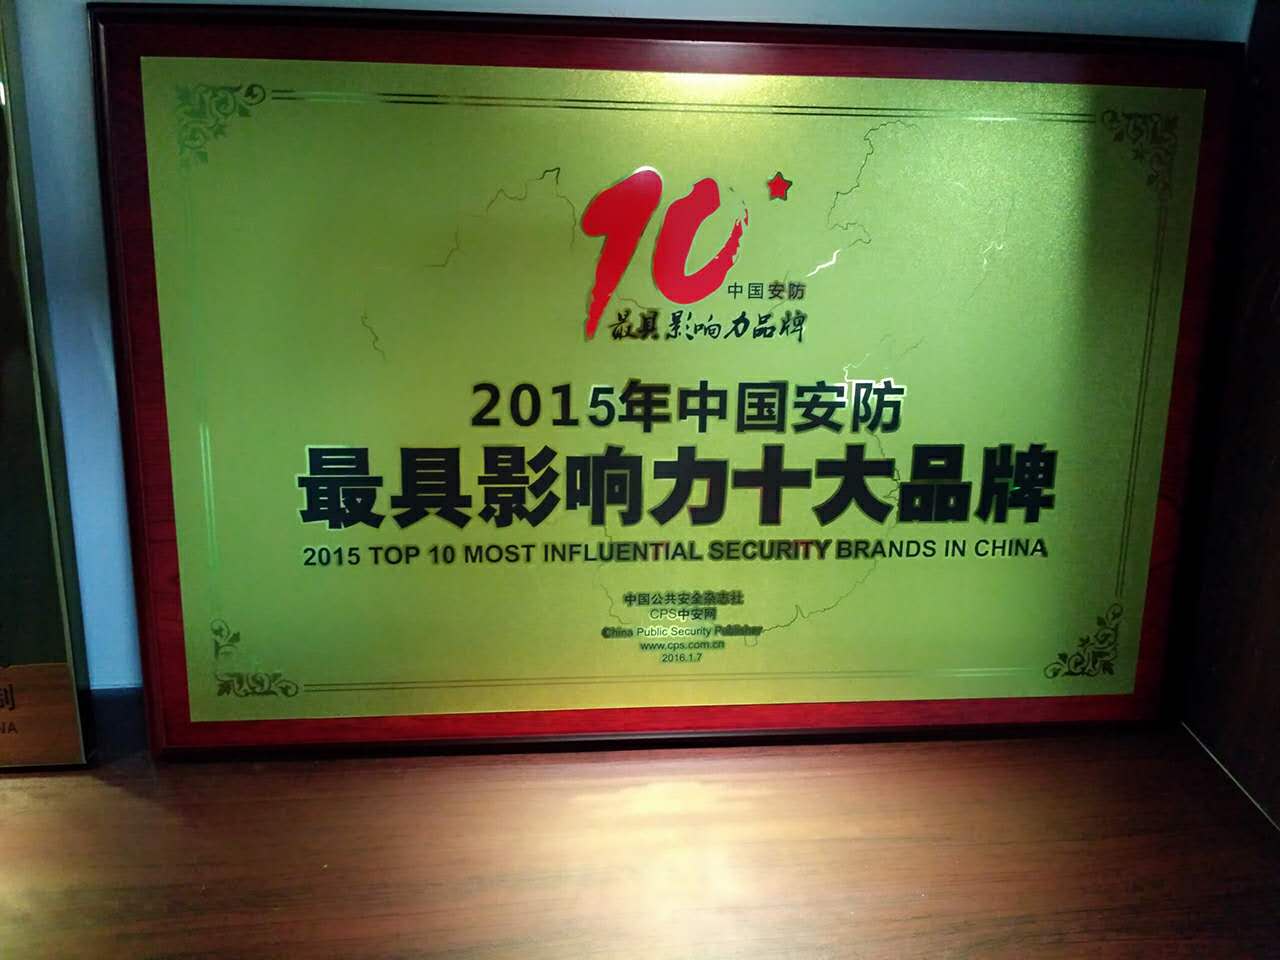 10
中国安防
最具影响力品牌
2015年中国安防
最具影响力十大品牌
2015 TOP 10 MOST INFLUENTIAL SECURITY BRANDS IN CHINA
中国公共安全杂志社
CPS中安网
China Public Security Publisher
www.cps.com.cn
2016.1.7
制
NA